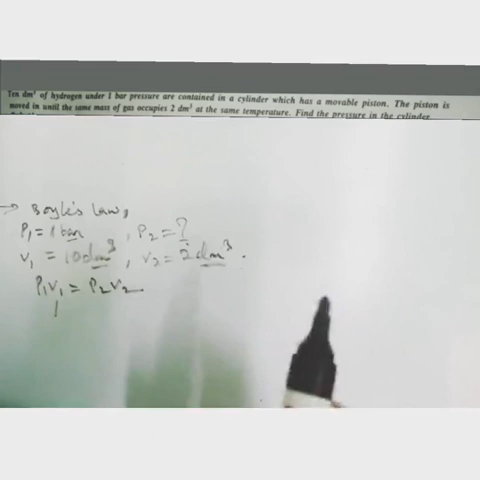 Ten dm³ of hydrogen under 1 bar pressure are contained in a cylinder which has a movable piston. The piston is
moved in until the same mass of gas occupies 2 dm³ at the same temperature. Find the pressure in the cylinder.
→ Boyle's law,
P₁ = 1 bar , P₂ = ?
V₁ = 10 dm³ , V₂ = 2 dm³.
P₁V₁ = P₂V₂